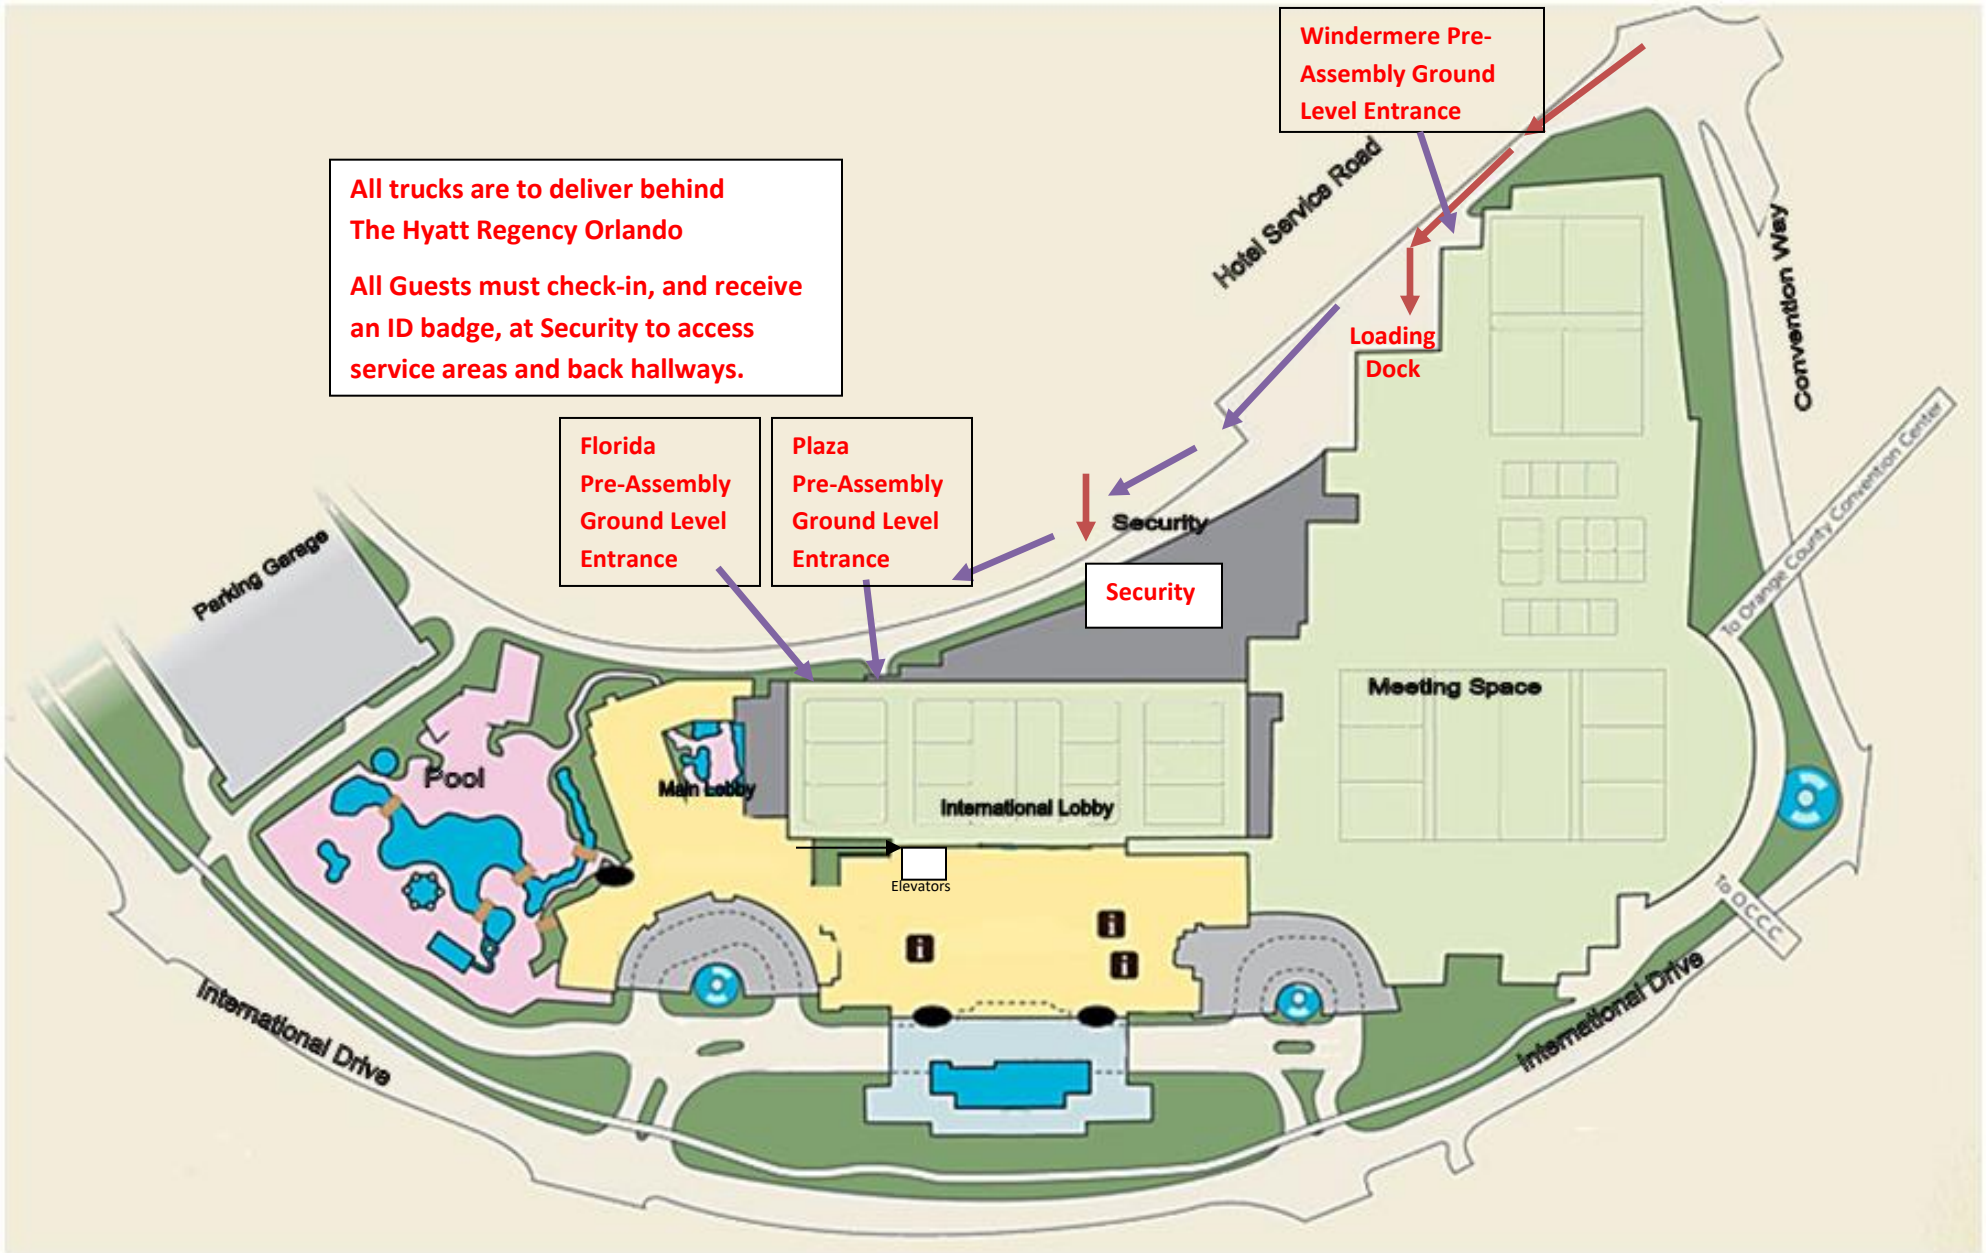 Windermere Pre-
Assembly Ground
Level Entrance
All trucks are to deliver behind
The Hyatt Regency Orlando
All Guests must check-in, and receive
an ID badge, at Security to access
service areas and back hallways.
Hotel Service Road
Convention Way
Loading
Dock
Florida
Pre-Assembly
Ground Level
Entrance
Plaza
Pre-Assembly
Ground Level
Entrance
Security
Security
To Orange County Convention Center
Parking Garage
Meeting Space
Pool
Main Lobby
International Lobby
Elevators
i
i
i
To OCCC
International Drive
International Drive